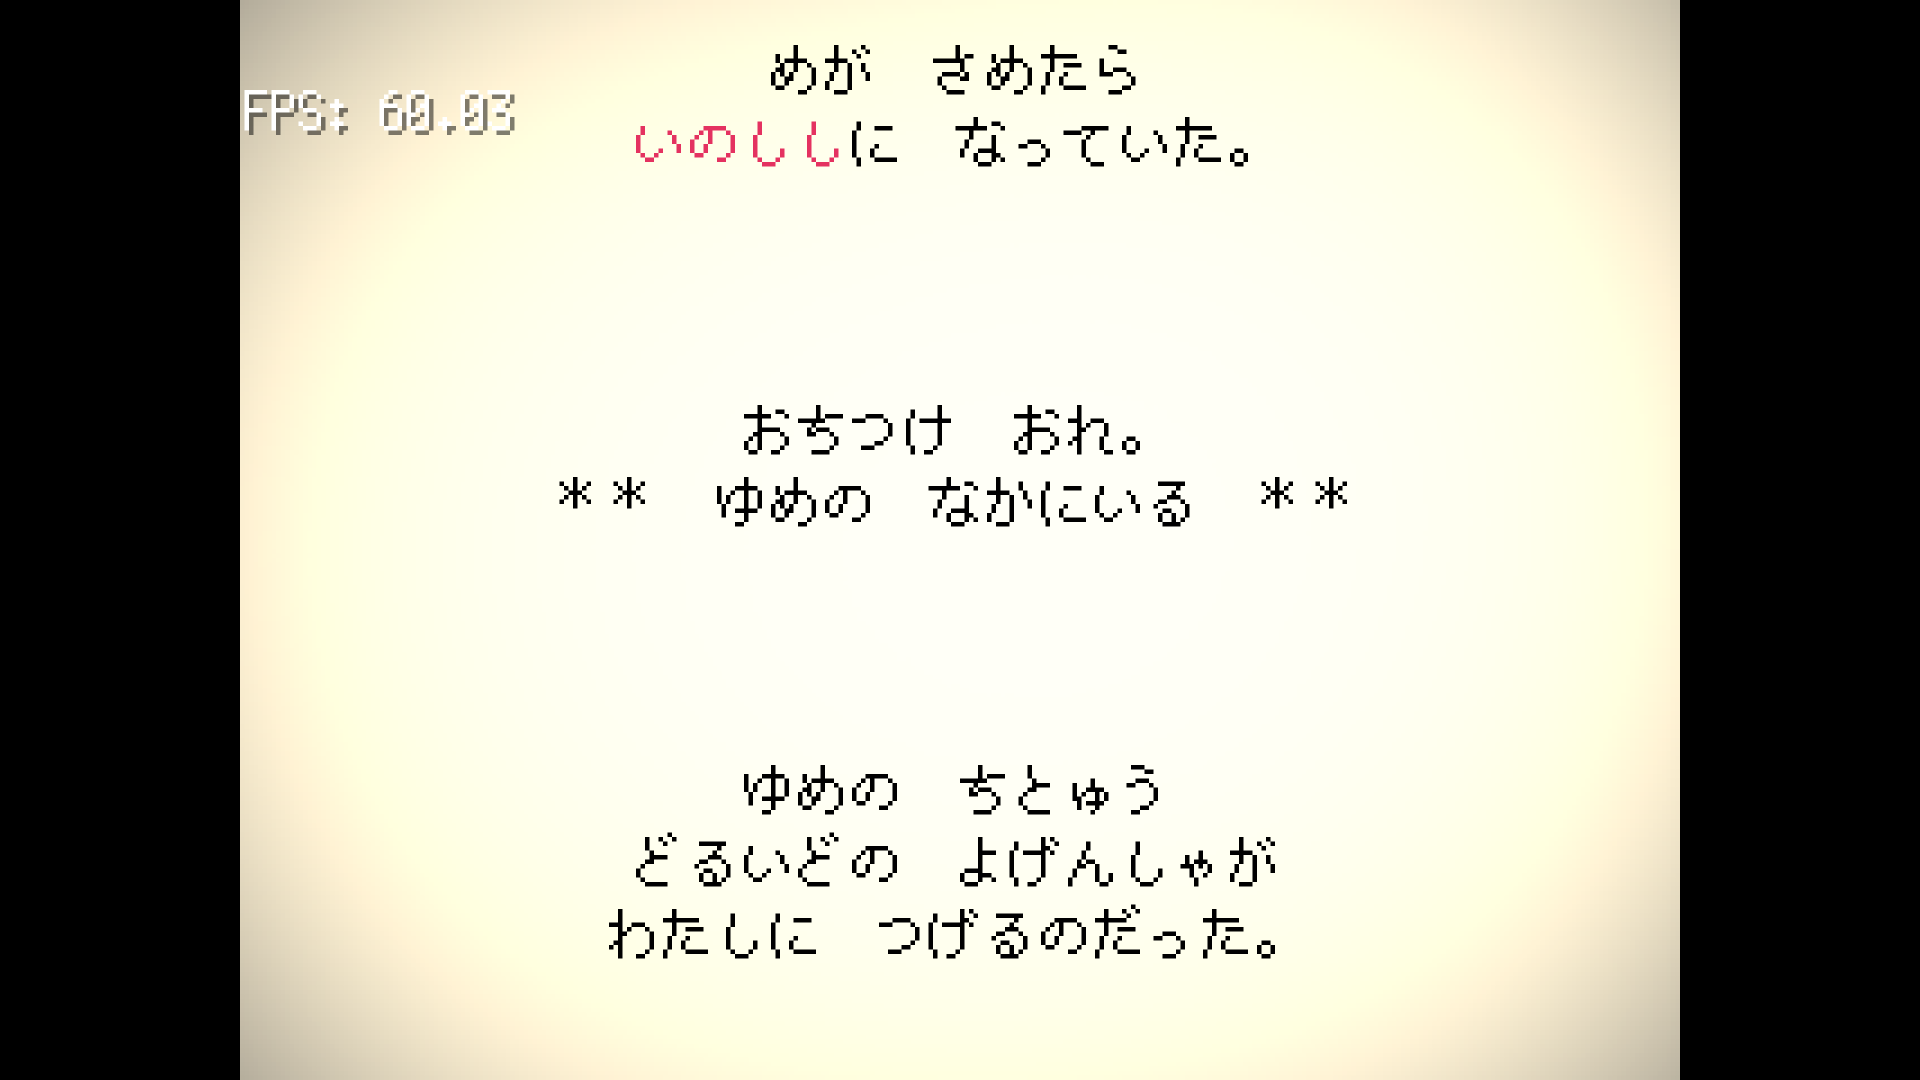 めが　さめたら
FPS: 60.03
いのししに　なっていた。
おちつけ　おれ。
＊＊　ゆめの　なかにいる　＊＊
ゆめの　ちとゅう
どるいどの　よげんしゃが
わたしに　つげるのだった。